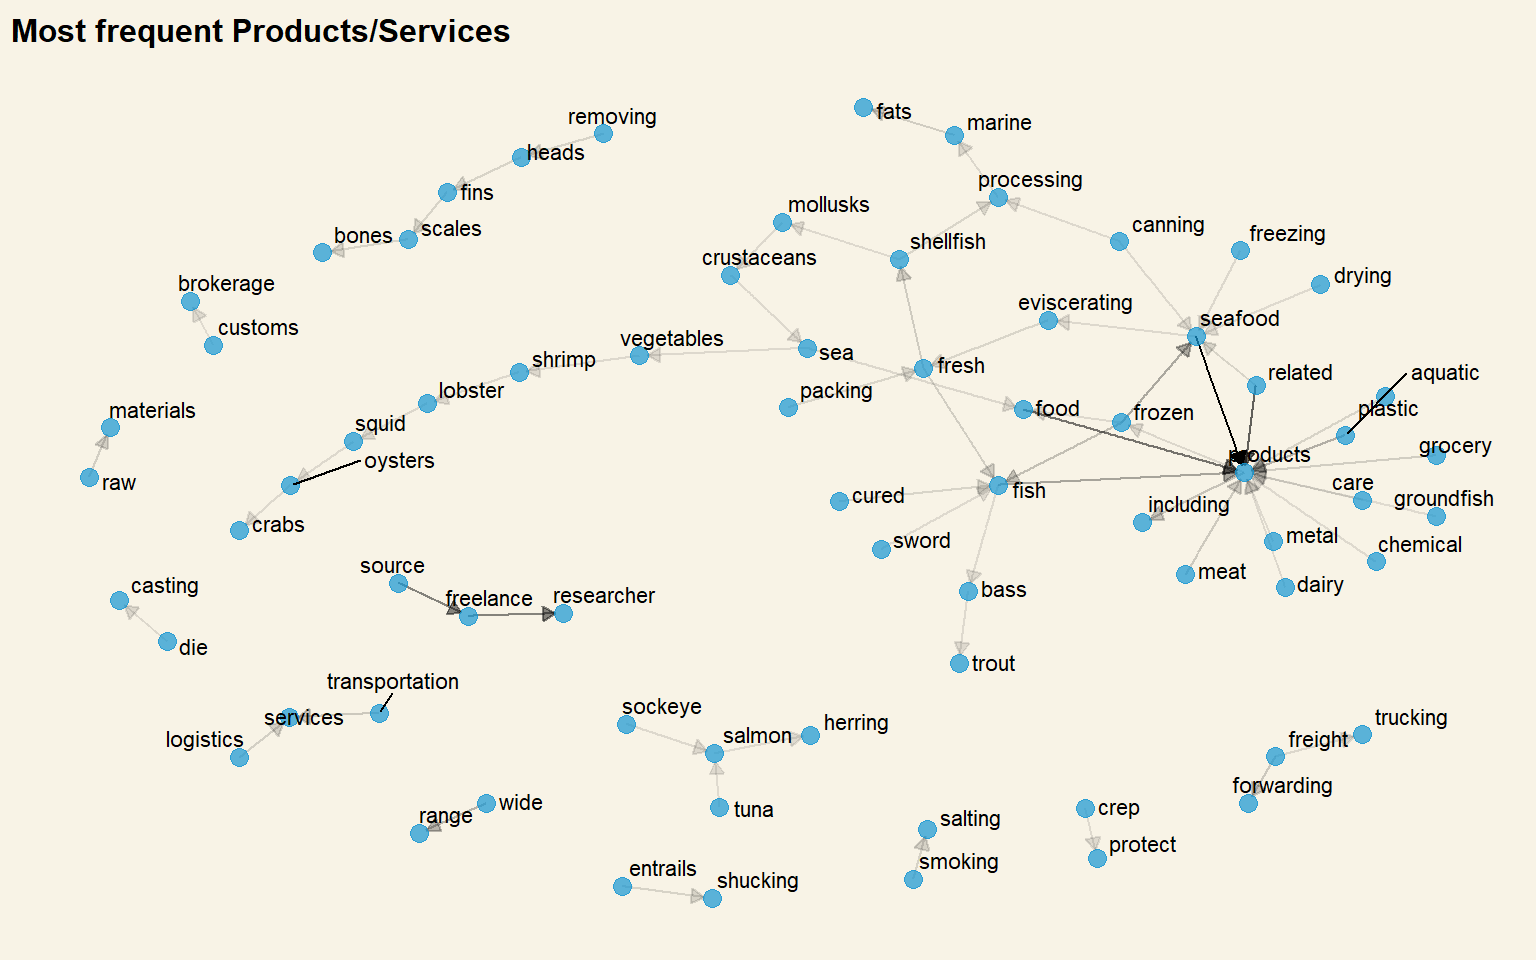 Most frequent Products/Services
fats
removing
marine
heads
processing
fins
mollusks
canning
scales
bones
shellfish
freezing
crustaceans
drying
brokerage
eviscerating
customs
seafood
vegetables
sea
shrimp
fresh
related
aquatic
lobster
packing
food
frozen
plastic
materials
squid
grocery
products
oysters
raw
cured
fish
care
groundfish
including
crabs
sword
metal
chemical
source
meat
dairy
casting
freelance
researcher
bass
die
trout
transportation
sockeye
services
herring
trucking
logistics
salmon
freight
forwarding
wide
range
tuna
crep
salting
protect
smoking
entrails
shucking